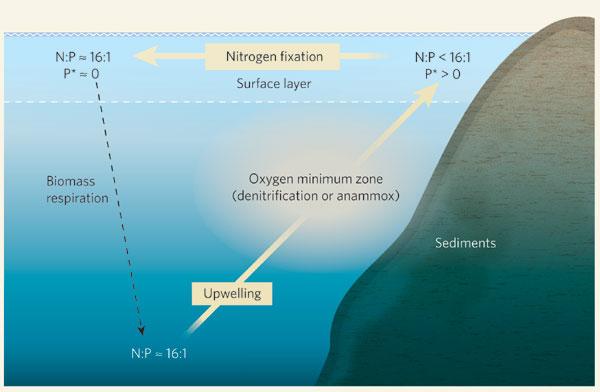 N:P ≈ 16:1
P* ≈ 0
Nitrogen fixation
N:P < 16:1
P* > 0
Surface layer
Biomass
respiration
Oxygen minimum zone
(denitrification or anammox)
Sediments
Upwelling
N:P ≈ 16:1